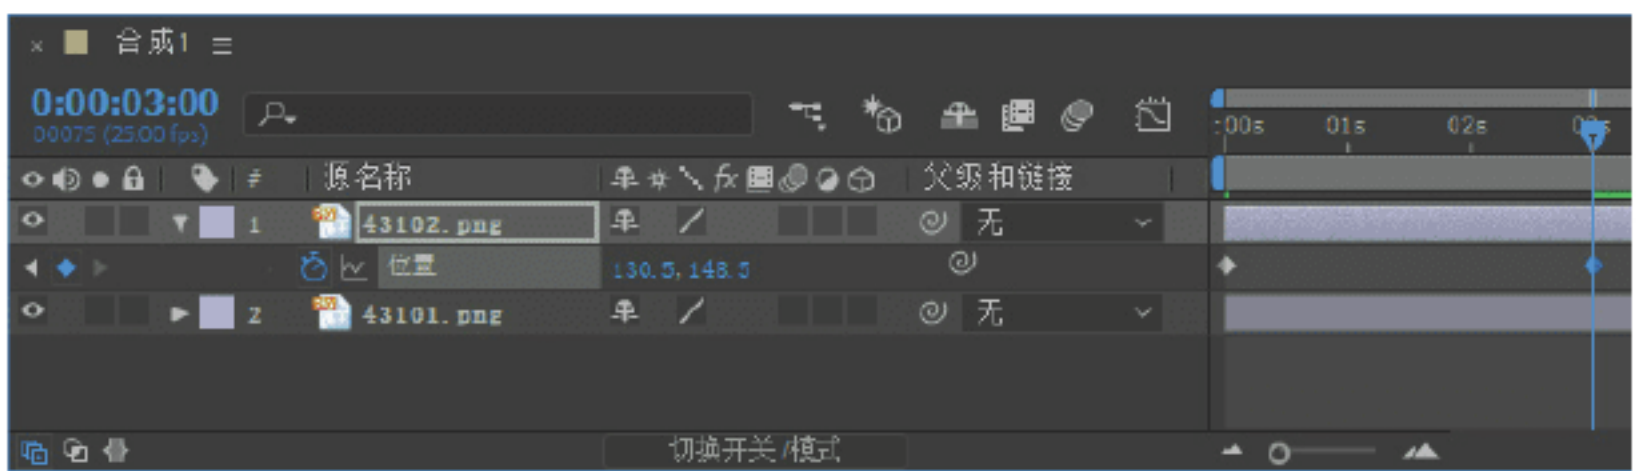 × 合成1 ≡
0:00:03:00
00075 (25.00 fps)
:00s 01s 02s 03s
# 源名称 父级和链接
1 43102.png 无
位置 130.5, 148.5
2 43101.png 无
切换开关/模式